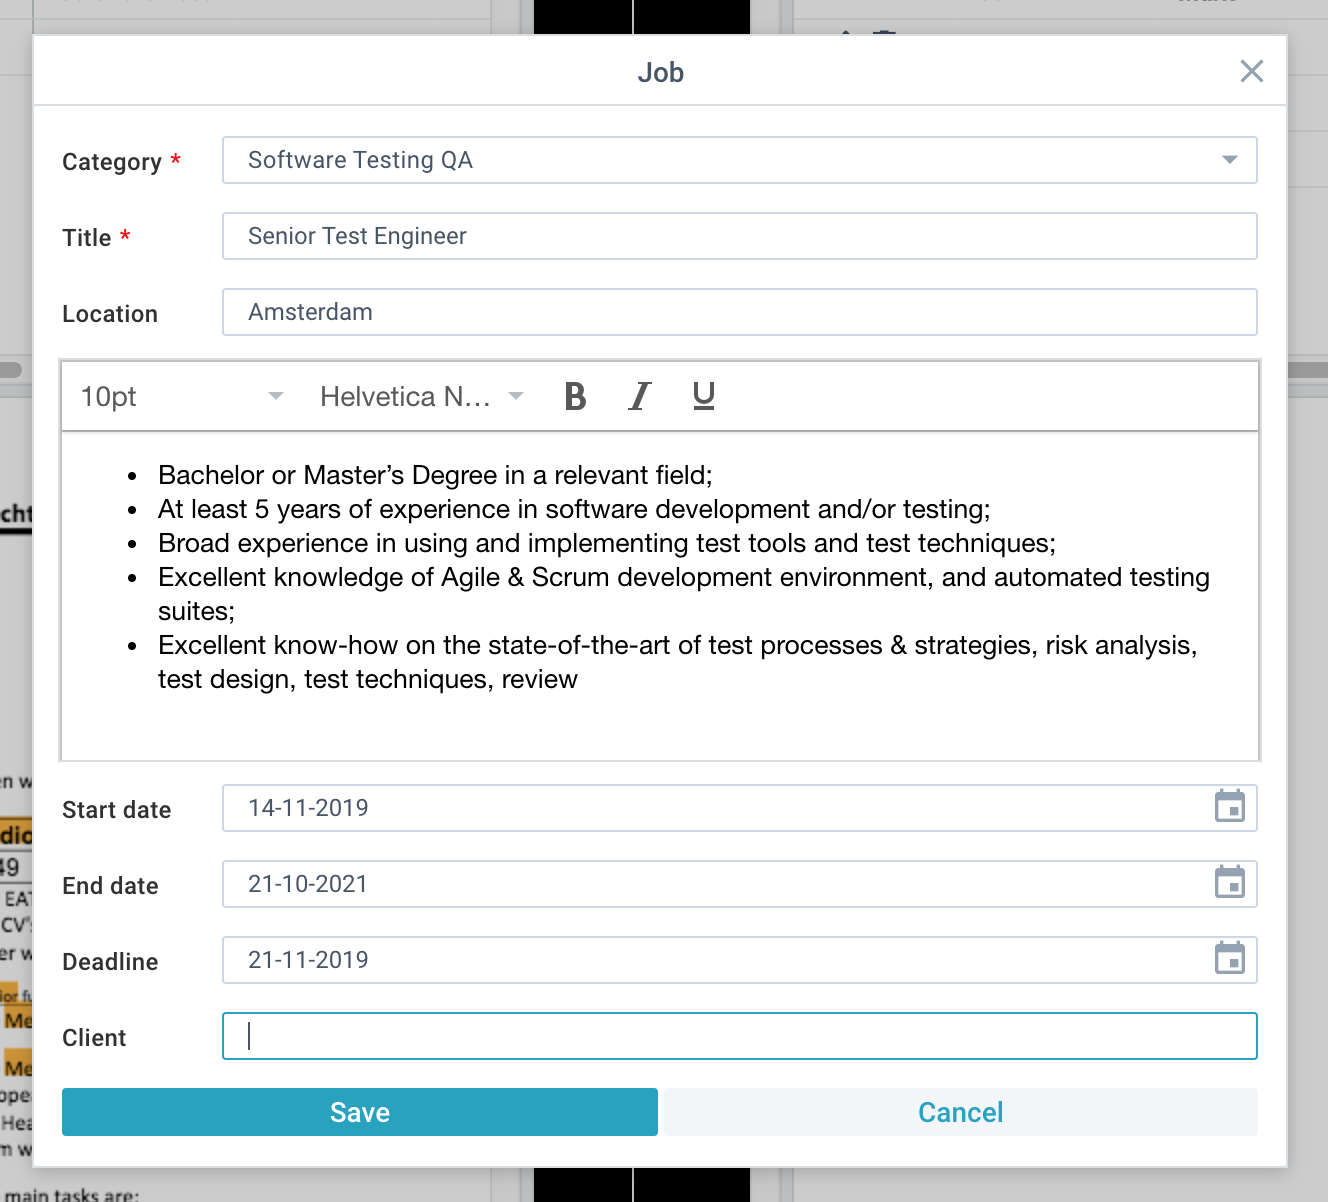 Job
Category *
Software Testing QA
Title *
Senior Test Engineer
Location
Amsterdam
10pt
Helvetica N...
B I U
• Bachelor or Master’s Degree in a relevant field;
• At least 5 years of experience in software development and/or testing;
• Broad experience in using and implementing test tools and test techniques;
• Excellent knowledge of Agile & Scrum development environment, and automated testing
suites;
• Excellent know-how on the state-of-the-art of test processes & strategies, risk analysis,
test design, test techniques, review
Start date
14-11-2019
End date
21-10-2021
Deadline
21-11-2019
Client
Save
Cancel
main tasks are: